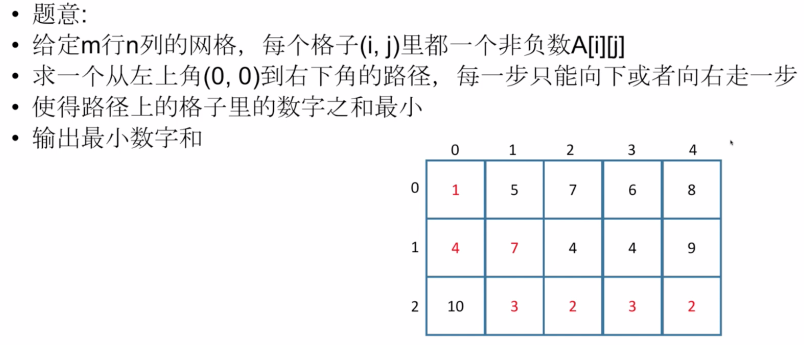 • 题意:
• 给定m行n列的网格，每个格子(i, j)里都一个非负数A[i][j]
• 求一个从左上角(0, 0)到右下角的路径，每一步只能向下或者向右走一步
• 使得路径上的格子里的数字之和最小
• 输出最小数字和
0 1 2 3 4
0 1 5 7 6 8
1 4 7 4 4 9
2 10 3 2 3 2